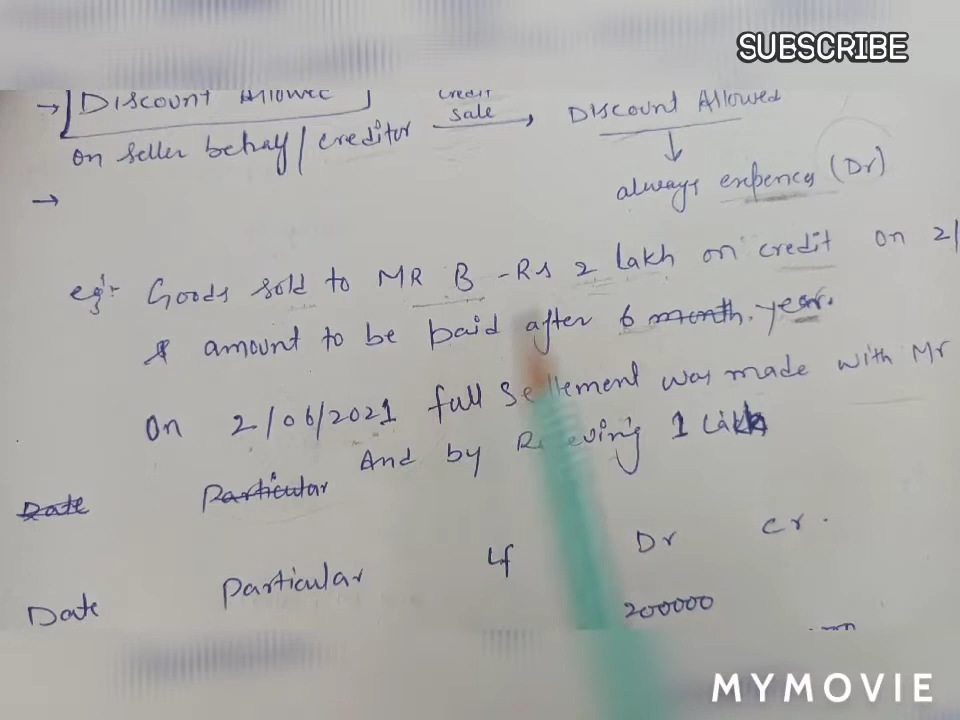 SUBSCRIBE
→ Discount Allowed
credit
sale
Discount Allowed
on seller behalf / creditor
always expences (Dr)
→
eg:- Goods sold to MR B - Rs 2 lakh on credit on 2/
& amount to be paid after 6 month. year.
On 2/06/2021 full settlement was made with Mr
And by 1 Lakh
Date Particular
Date Particular Lf Dr Cr.
200000
MYMOVIE